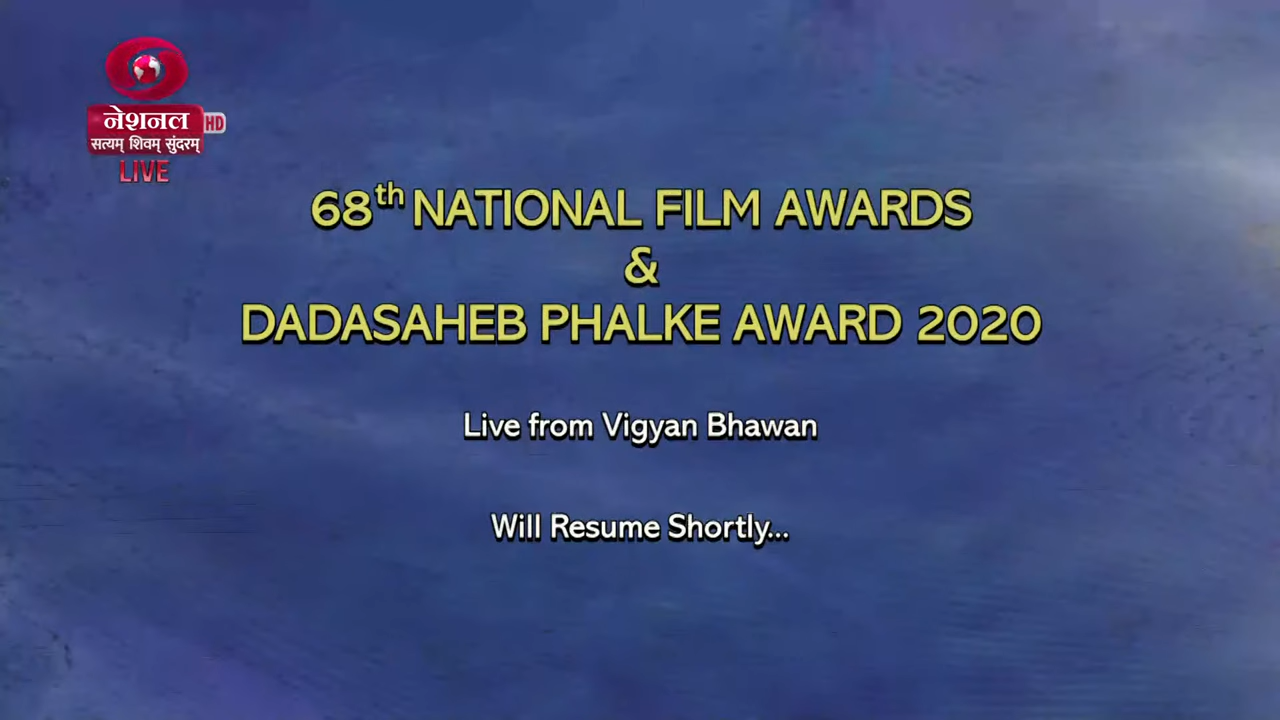 नेशनल HD
सत्यम् शिवम् सुंदरम्
LIVE
68th NATIONAL FILM AWARDS
&
DADASAHEB PHALKE AWARD 2020
Live from Vigyan Bhawan
Will Resume Shortly...